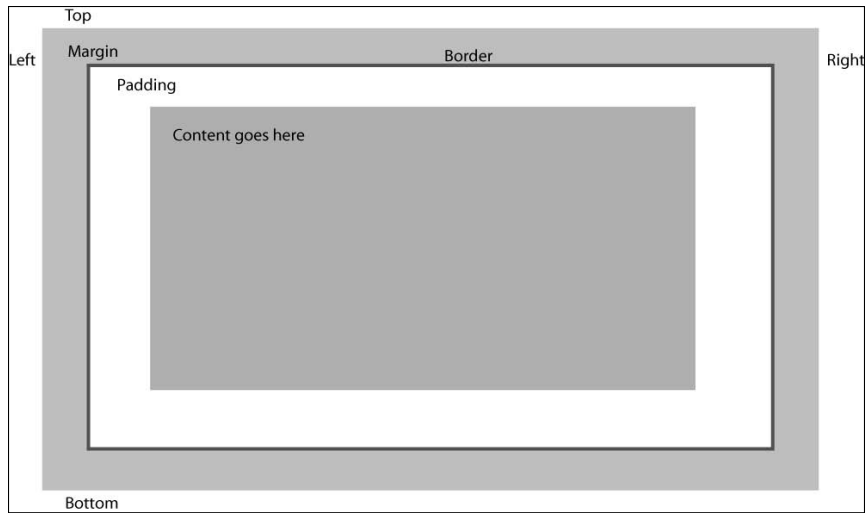 Top
Left
Margin
Border
Right
Padding
Content goes here
Bottom